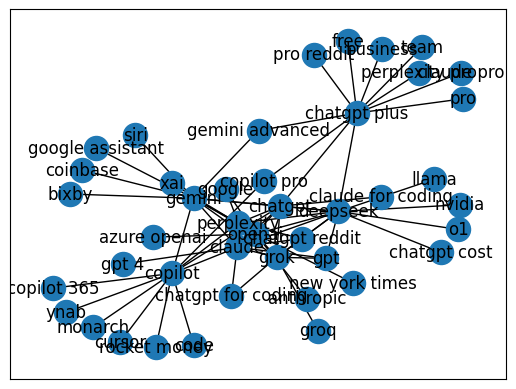 free
team
business
pro reddit
perplexity pro
claude pro
pro
chatgpt plus
gemini advanced
siri
google assistant
coinbase
xai
bixby
copilot pro
google
gemini
llama
claude for coding
nvidia
chatgpt
deepseek
perplexity
o1
azure openai
openai
chatgpt reddit
claude
chatgpt cost
gpt 4
grok
gpt
copilot
copilot 365
new york times
chatgpt for coding
anthropic
ynab
monarch
groq
cursor
rocket money
code